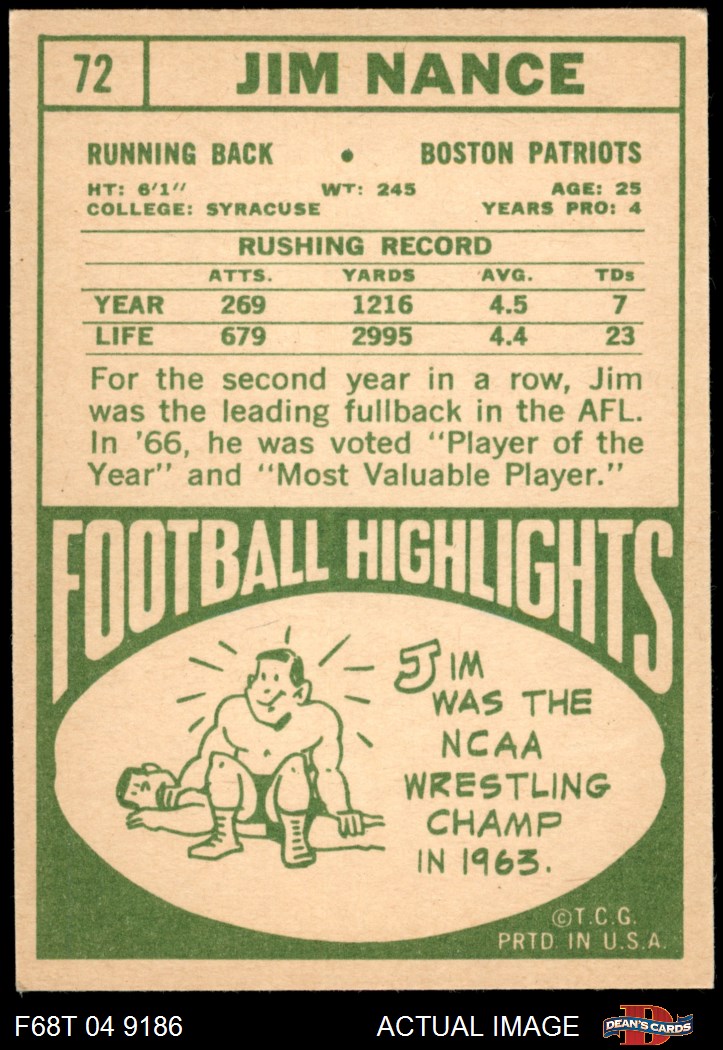 72 JIM NANCE
RUNNING BACK • BOSTON PATRIOTS
HT: 6'1" WT: 245 AGE: 25
COLLEGE: SYRACUSE YEARS PRO: 4
RUSHING RECORD
ATTS. YARDS AVG. TDs
YEAR 269 1216 4.5 7
LIFE 679 2995 4.4 23
For the second year in a row, Jim
was the leading fullback in the AFL.
In '66, he was voted "Player of the
Year" and "Most Valuable Player."
FOOTBALL HIGHLIGHTS
JIM
WAS THE
NCAA
WRESTLING
CHAMP
IN 1963.
©T.C.G.
PRTD. IN U.S.A.
F68T 04 9186 ACTUAL IMAGE DEAN'S CARDS